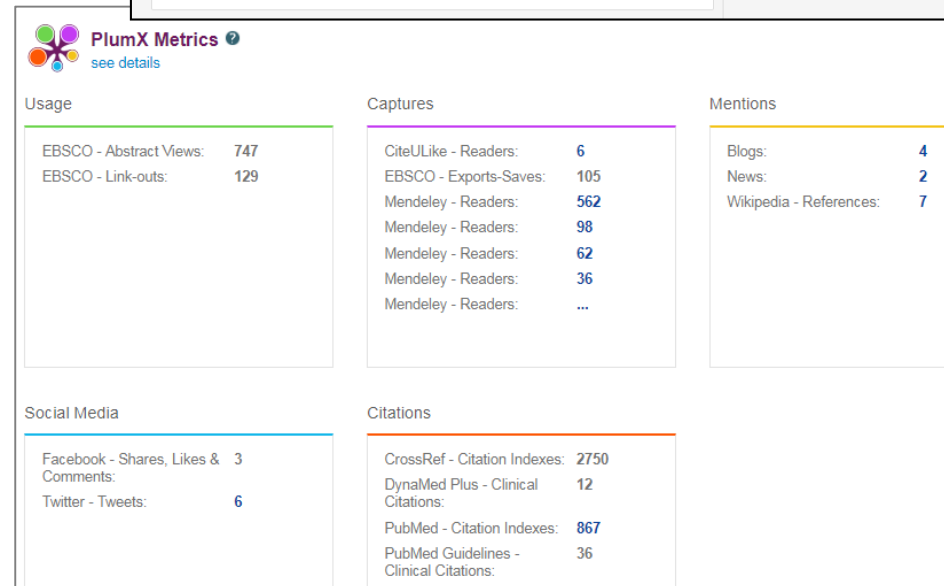 PlumX Metrics ?
see details
Usage
EBSCO - Abstract Views: 747
EBSCO - Link-outs: 129
Captures
CiteULike - Readers: 6
EBSCO - Exports-Saves: 105
Mendeley - Readers: 562
Mendeley - Readers: 98
Mendeley - Readers: 62
Mendeley - Readers: 36
Mendeley - Readers: ...
Mentions
Blogs: 4
News: 2
Wikipedia - References: 7
Social Media
Facebook - Shares, Likes & 3
Comments:
Twitter - Tweets: 6
Citations
CrossRef - Citation Indexes: 2750
DynaMed Plus - Clinical 12
Citations:
PubMed - Citation Indexes: 867
PubMed Guidelines - 36
Clinical Citations: